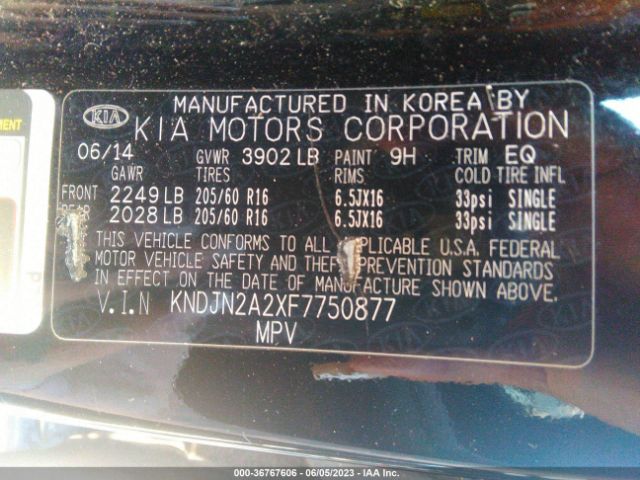 MENT
KIA MANUFACTURED IN KOREA BY
KIA MOTORS CORPORATION
06/14 GVWR 3902 LB PAINT 9H TRIM EQ
GAWR TIRES RIMS COLD TIRE INFL
FRONT 2249 LB 205/60 R16 6.5JX16 33psi SINGLE
REAR 2028 LB 205/60 R16 6.5JX16 33psi SINGLE
THIS VEHICLE CONFORMS TO ALL APPLICABLE U.S.A. FEDERAL
MOTOR VEHICLE SAFETY AND THEFT PREVENTION STANDARDS
IN EFFECT ON THE DATE OF MANUFACTURE SHOWN ABOVE.
V.I.N KNDJN2A2XF7750877
MPV
000-36767606 - 06/05/2023 - IAA Inc.